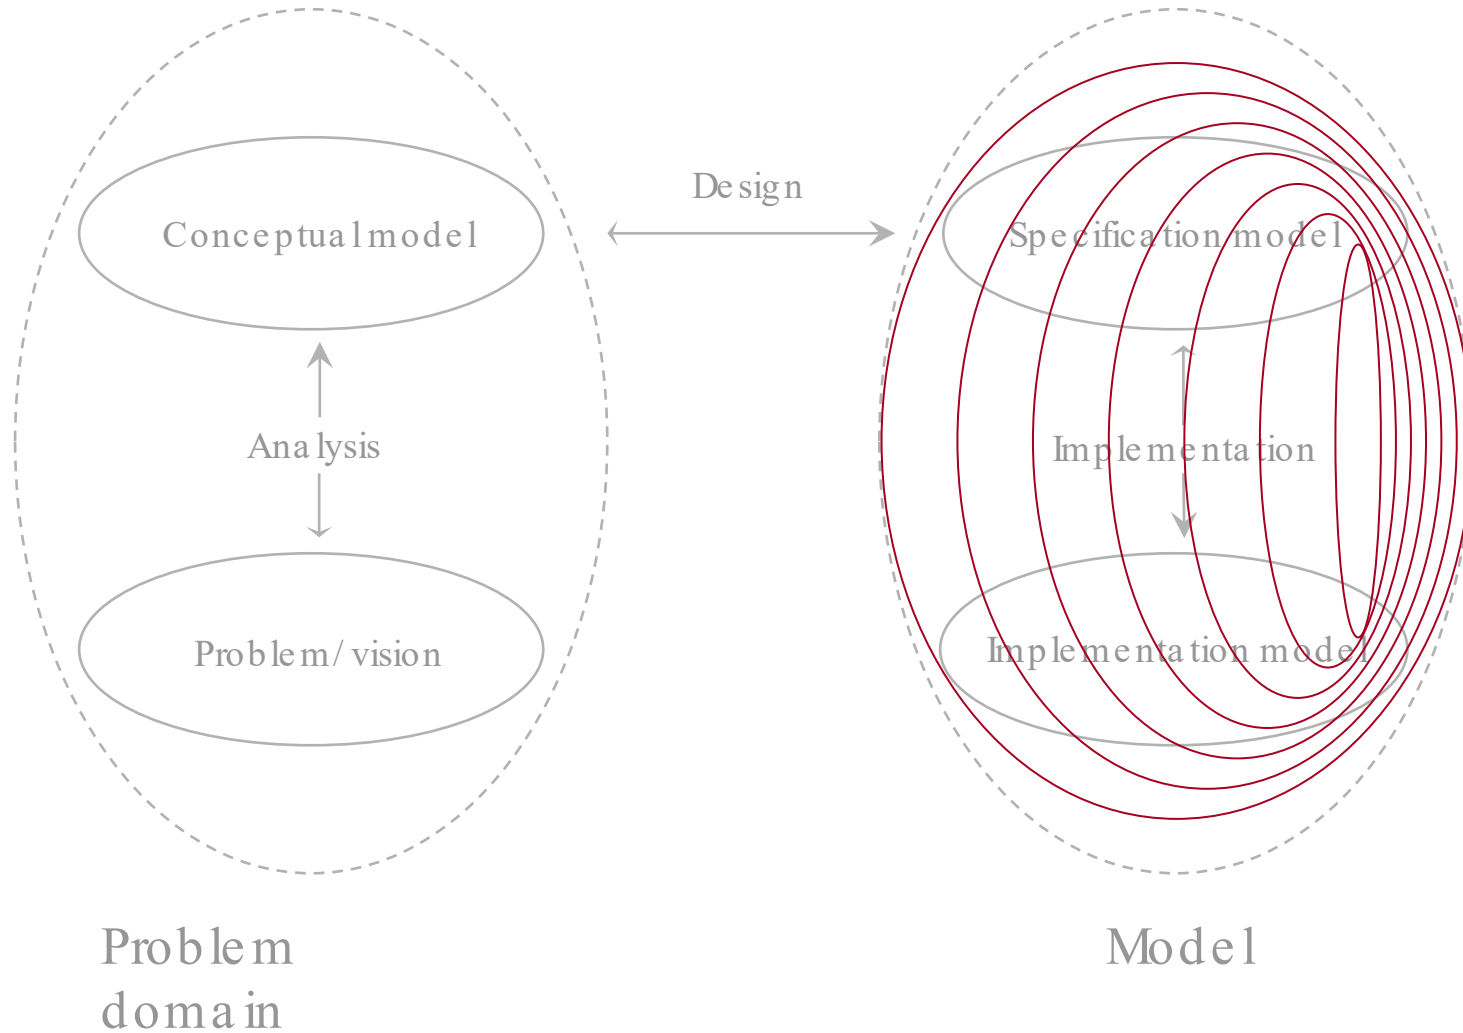 Design
Conceptual model
Specification model
Analysis
Implementation
Problem/vision
Implementation model
Problem
domain
Model